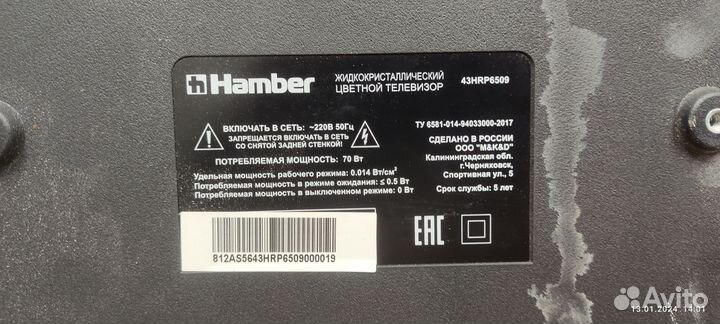 Hamber
ЖИДКОКРИСТАЛЛИЧЕСКИЙ
ЦВЕТНОЙ ТЕЛЕВИЗОР
43HRP6509
ВКЛЮЧАТЬ В СЕТЬ: ~220В 50Гц
ЗАПРЕЩАЕТСЯ ВКЛЮЧАТЬ В СЕТЬ
СО СНЯТОЙ ЗАДНЕЙ СТЕНКОЙ!
ПОТРЕБЛЯЕМАЯ МОЩНОСТЬ: 70 Вт
Удельная мощность рабочего режима: 0.014 Вт/см²
Потребляемая мощность в режиме ожидания: ≤ 0.5 Вт
Потребляемая мощность в выключенном режиме: 0 Вт
ТУ 6581-014-94033000-2017
СДЕЛАНО В РОССИИ
ООО "M&K&D"
Калининградская обл.
г.Черняховск,
Спортивная ул., 5
Срок службы: 5 лет
812AS5643HRP6509000019
EAC
Avito
13.01.2024 14:01